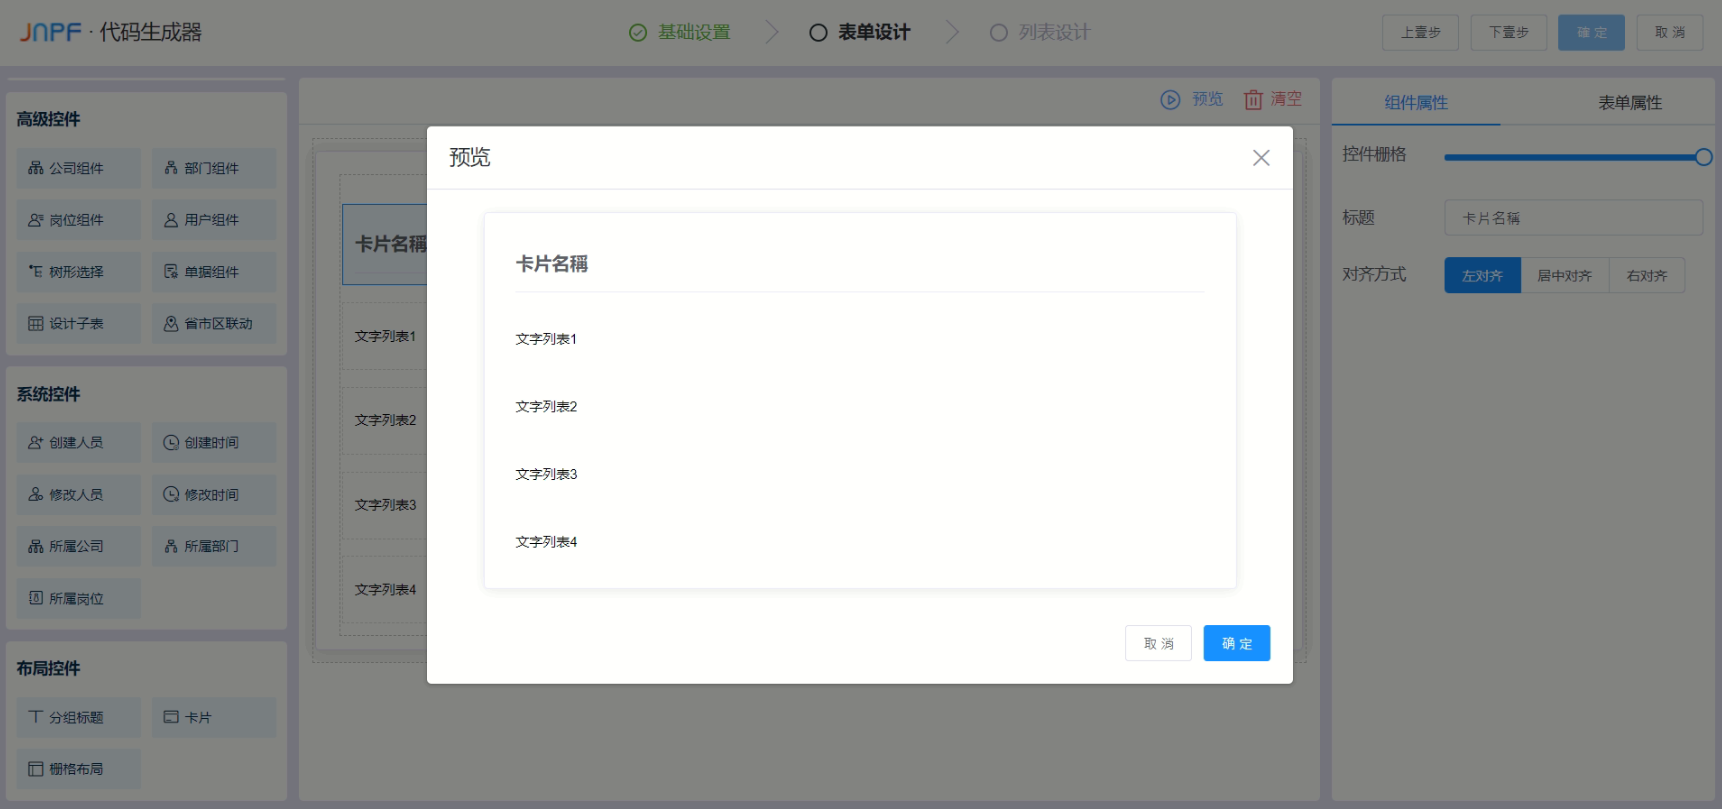 JNPF · 代码生成器
基础设置
表单设计
列表设计
上壹步
下壹步
確 定
取 消
高级控件
公司组件
部门组件
岗位组件
用户组件
树形选择
单据组件
设计子表
省市区联动
系统控件
创建人员
创建时间
修改人员
修改时间
所属公司
所属部门
所属岗位
布局控件
分组标题
卡片
栅格布局
预览
清空
卡片名稱
文字列表1
文字列表2
文字列表3
文字列表4
预览
卡片名稱
文字列表1
文字列表2
文字列表3
文字列表4
取 消
确 定
组件属性
表单属性
控件栅格
标题
卡片名稱
对齐方式
左对齐
居中对齐
右对齐